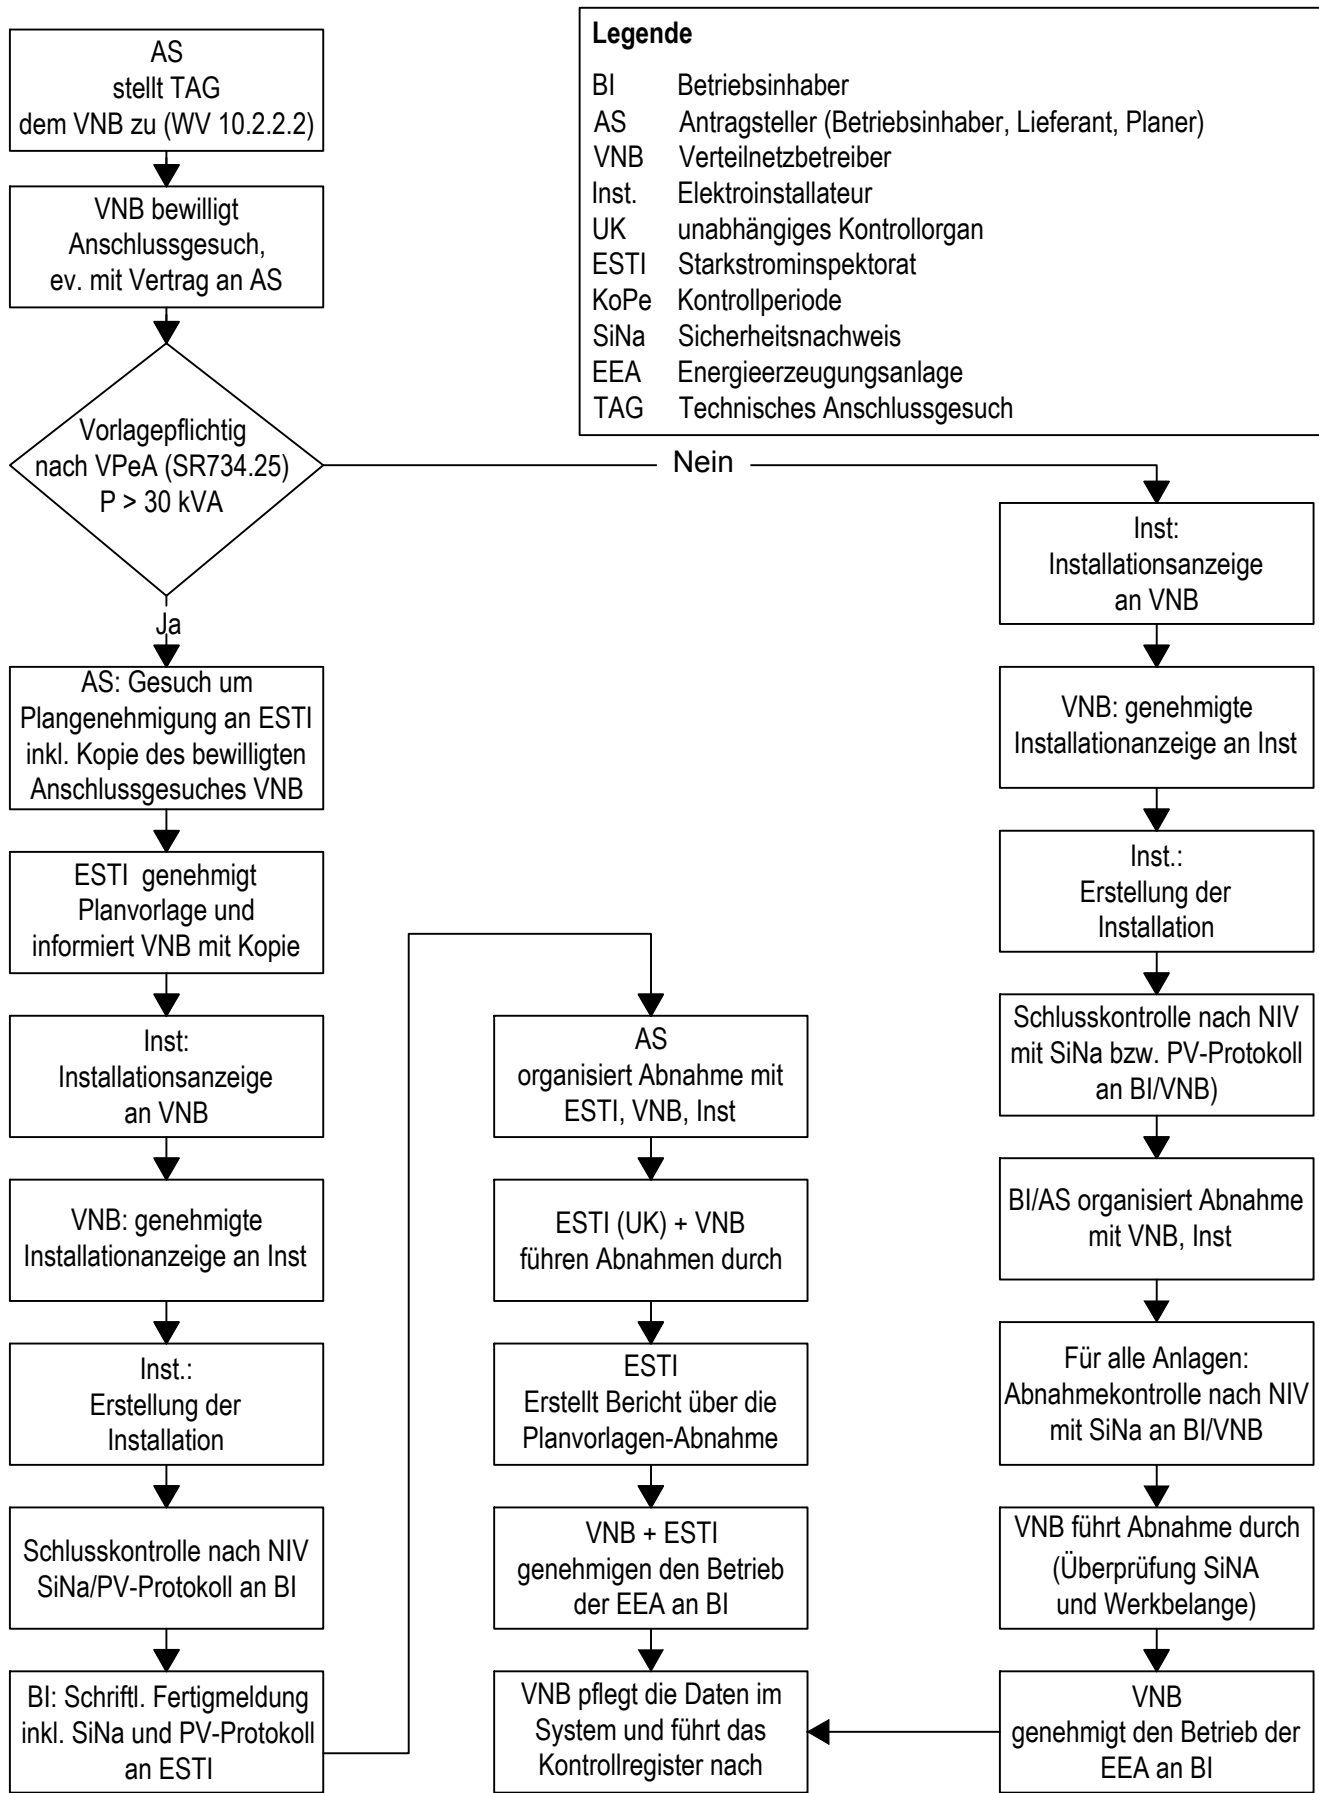 AS
stellt TAG
dem VNB zu (WV 10.2.2.2)
VNB bewilligt
Anschlussgesuch,
ev. mit Vertrag an AS
Vorlagepflichtig
nach VPeA (SR734.25)
P > 30 kVA
Nein
Ja
AS: Gesuch um
Plangenehmigung an ESTI
inkl. Kopie des bewilligten
Anschlussgesuches VNB
ESTI genehmigt
Planvorlage und
informiert VNB mit Kopie
Inst:
Installationsanzeige
an VNB
VNB: genehmigte
Installationanzeige an Inst
Inst.:
Erstellung der
Installation
Schlusskontrolle nach NIV
SiNa/PV-Protokoll an BI
BI: Schriftl. Fertigmeldung
inkl. SiNa und PV-Protokoll
an ESTI
Legende
BI Betriebsinhaber
AS Antragsteller (Betriebsinhaber, Lieferant, Planer)
VNB Verteilnetzbetreiber
Inst. Elektroinstallateur
UK unabhängiges Kontrollorgan
ESTI Starkstrominspektorat
KoPe Kontrollperiode
SiNa Sicherheitsnachweis
EEA Energieerzeugungsanlage
TAG Technisches Anschlussgesuch
AS
organisiert Abnahme mit
ESTI, VNB, Inst
ESTI (UK) + VNB
führen Abnahmen durch
ESTI
Erstellt Bericht über die
Planvorlagen-Abnahme
VNB + ESTI
genehmigen den Betrieb
der EEA an BI
VNB pflegt die Daten im
System und führt das
Kontrollregister nach
Inst:
Installationsanzeige
an VNB
VNB: genehmigte
Installationanzeige an Inst
Inst.:
Erstellung der
Installation
Schlusskontrolle nach NIV
mit SiNa bzw. PV-Protokoll
an BI/VNB)
BI/AS organisiert Abnahme
mit VNB, Inst
Für alle Anlagen:
Abnahmekontrolle nach NIV
mit SiNa an BI/VNB
VNB führt Abnahme durch
(Überprüfung SiNA
und Werkbelange)
VNB
genehmigt den Betrieb der
EEA an BI